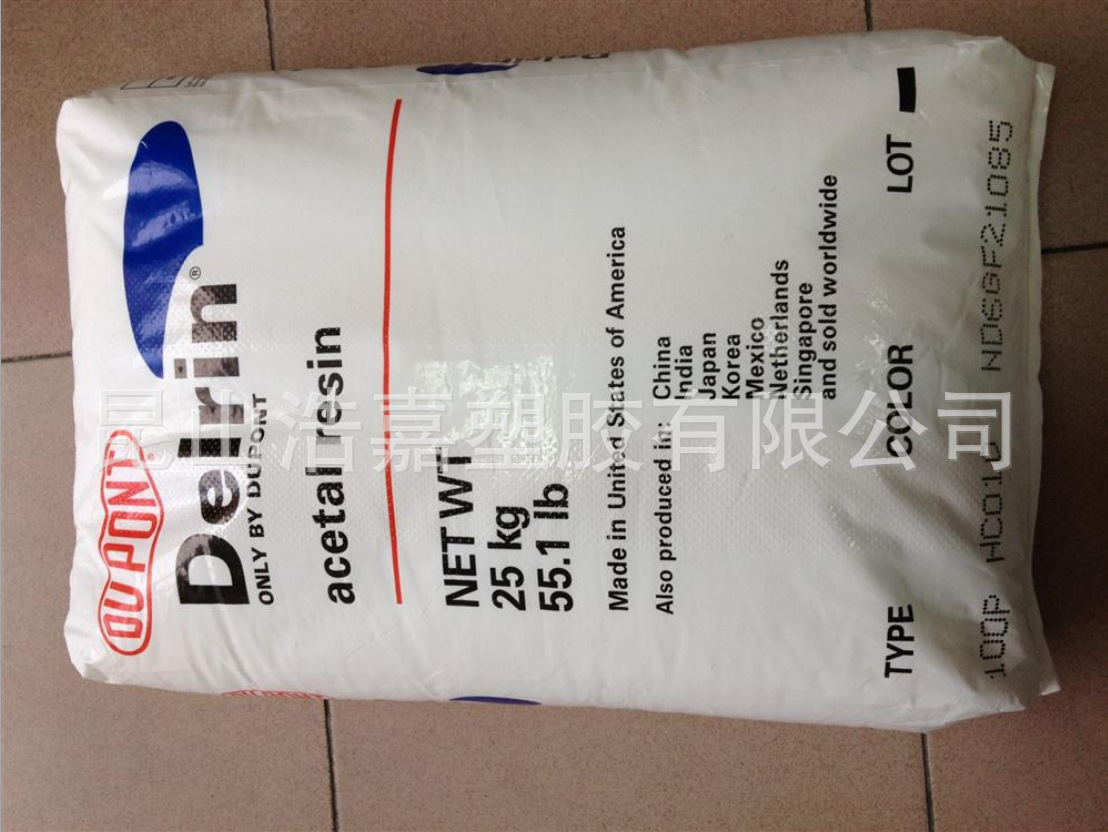 DUPONT
Delrin®
ONLY BY DUPONT
acetal resin
NET WT
25 kg
55.1 lb
Made in United States of America
Also produced in: China
India
Japan
Korea
Mexico
Netherlands
Singapore
and sold worldwide
TYPE COLOR LOT
100P NC010 ND6GF21085
昆山浩嘉塑胶有限公司